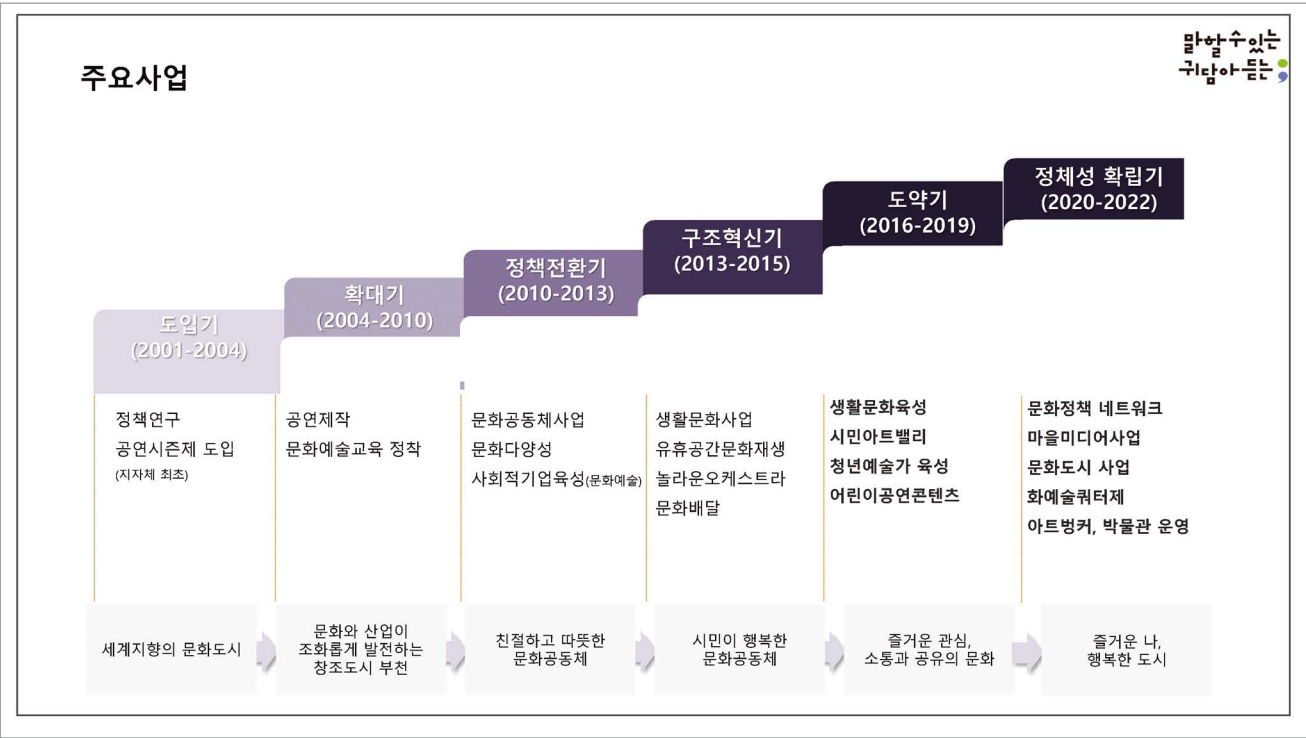 주요사업
말할 수 있는
귀담아 듣는;
도입기
(2001-2004)
확대기
(2004-2010)
정책전환기
(2010-2013)
구조혁신기
(2013-2015)
도약기
(2016-2019)
정체성 확립기
(2020-2022)
정책연구
공연시즌제 도입
(지자체 최초)
공연제작
문화예술교육 정착
문화공동체사업
문화다양성
사회적기업육성(문화예술)
생활문화사업
유휴공간문화재생
놀라운오케스트라
문화배달
생활문화육성
시민아트밸리
청년예술가 육성
어린이공연콘텐츠
문화정책 네트워크
마을미디어사업
문화도시 사업
화예술쿼터제
아트벙커, 박물관 운영
세계지향의 문화도시
문화와 산업이
조화롭게 발전하는
창조도시 부천
친절하고 따뜻한
문화공동체
시민이 행복한
문화공동체
즐거운 관심,
소통과 공유의 문화
즐거운 나,
행복한 도시